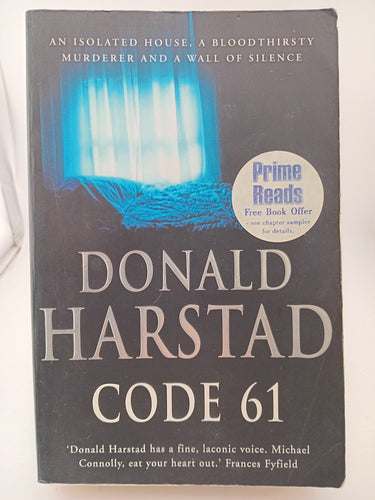 AN ISOLATED HOUSE, A BLOODTHIRSTY
MURDERER AND A WALL OF SILENCE
Prime
Reads
Free Book Offer
- see chapter sampler
for details.
DONALD
HARSTAD
CODE 61
'Donald Harstad has a fine, laconic voice. Michael
Connolly, eat your heart out.' Frances Fyfield